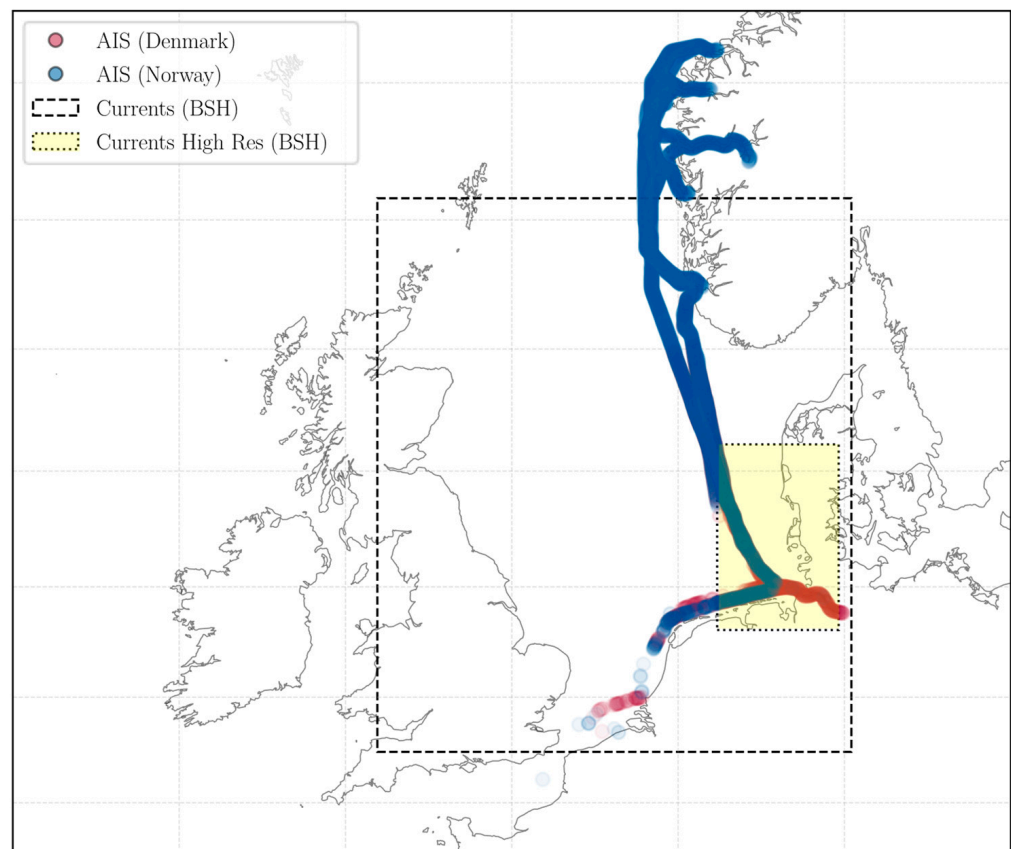 AIS (Denmark)
AIS (Norway)
Currents (BSH)
Currents High Res (BSH)